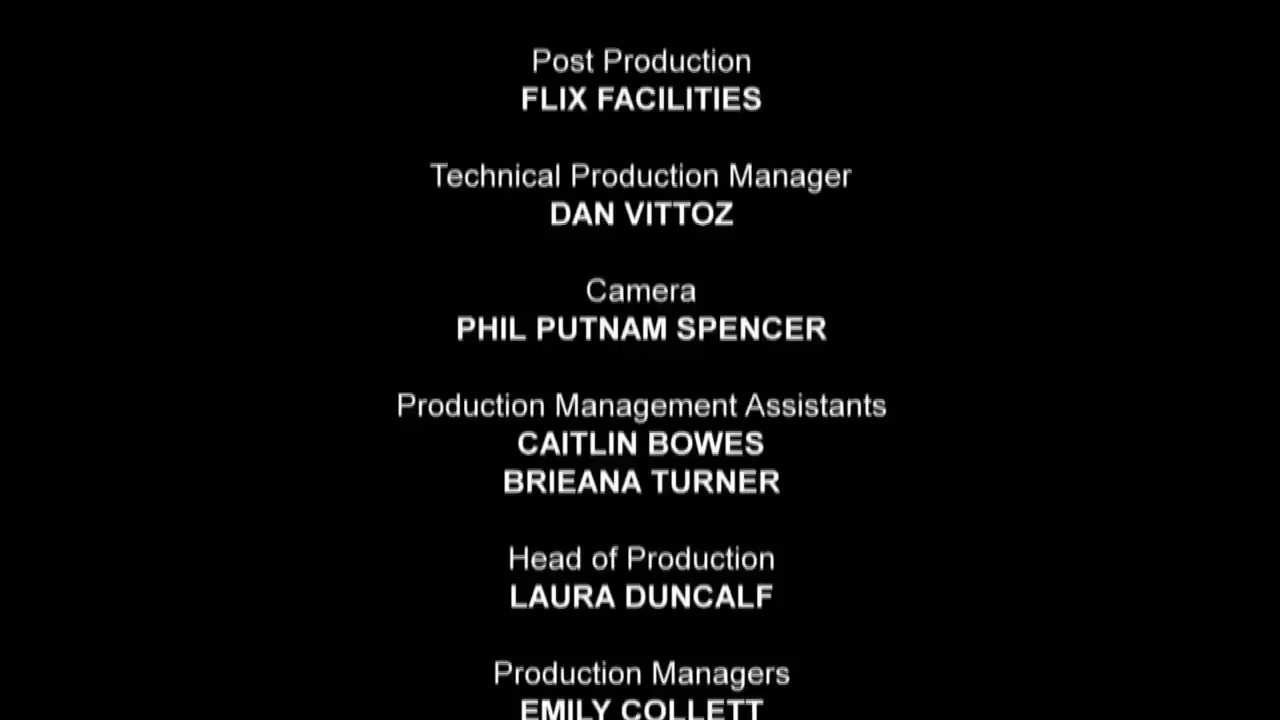 Post Production
FLIX FACILITIES
Technical Production Manager
DAN VITTOZ
Camera
PHIL PUTNAM SPENCER
Production Management Assistants
CAITLIN BOWES
BRIEANA TURNER
Head of Production
LAURA DUNCALF
Production Managers
EMILY COLLETT